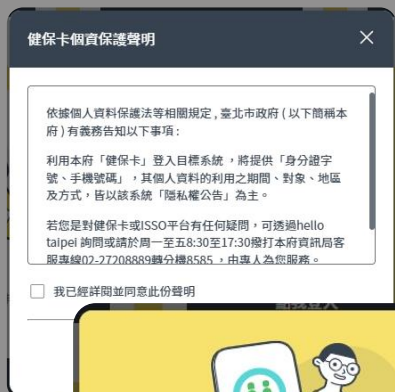 健保卡個資保護聲明
依據個人資料保護法等相關規定 , 臺北市政府 ( 以下簡稱本
府 ) 有義務告知以下事項 :
利用本府「健保卡」登入目標系統 ，將提供「身分證字
號、手機號碼」，其個人資料的利用之期間、對象、地區
及方式，皆以該系統「隱私權公告」為主。
若您是對健保卡或ISSO平台有任何疑問，可透過hello
taipei 詢問或請於周一至五8:30至17:30撥打本府資訊局客
服專線02-27208889轉分機8585 ，由專人為您服務。
我已經詳閱並同意此份聲明